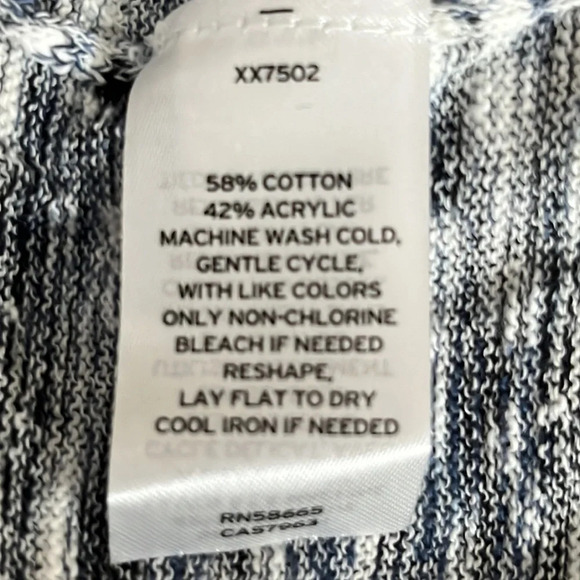 XX7502
58% COTTON
42% ACRYLIC
MACHINE WASH COLD,
GENTLE CYCLE,
WITH LIKE COLORS
ONLY NON-CHLORINE
BLEACH IF NEEDED
RESHAPE,
LAY FLAT TO DRY
COOL IRON IF NEEDED
RN58665